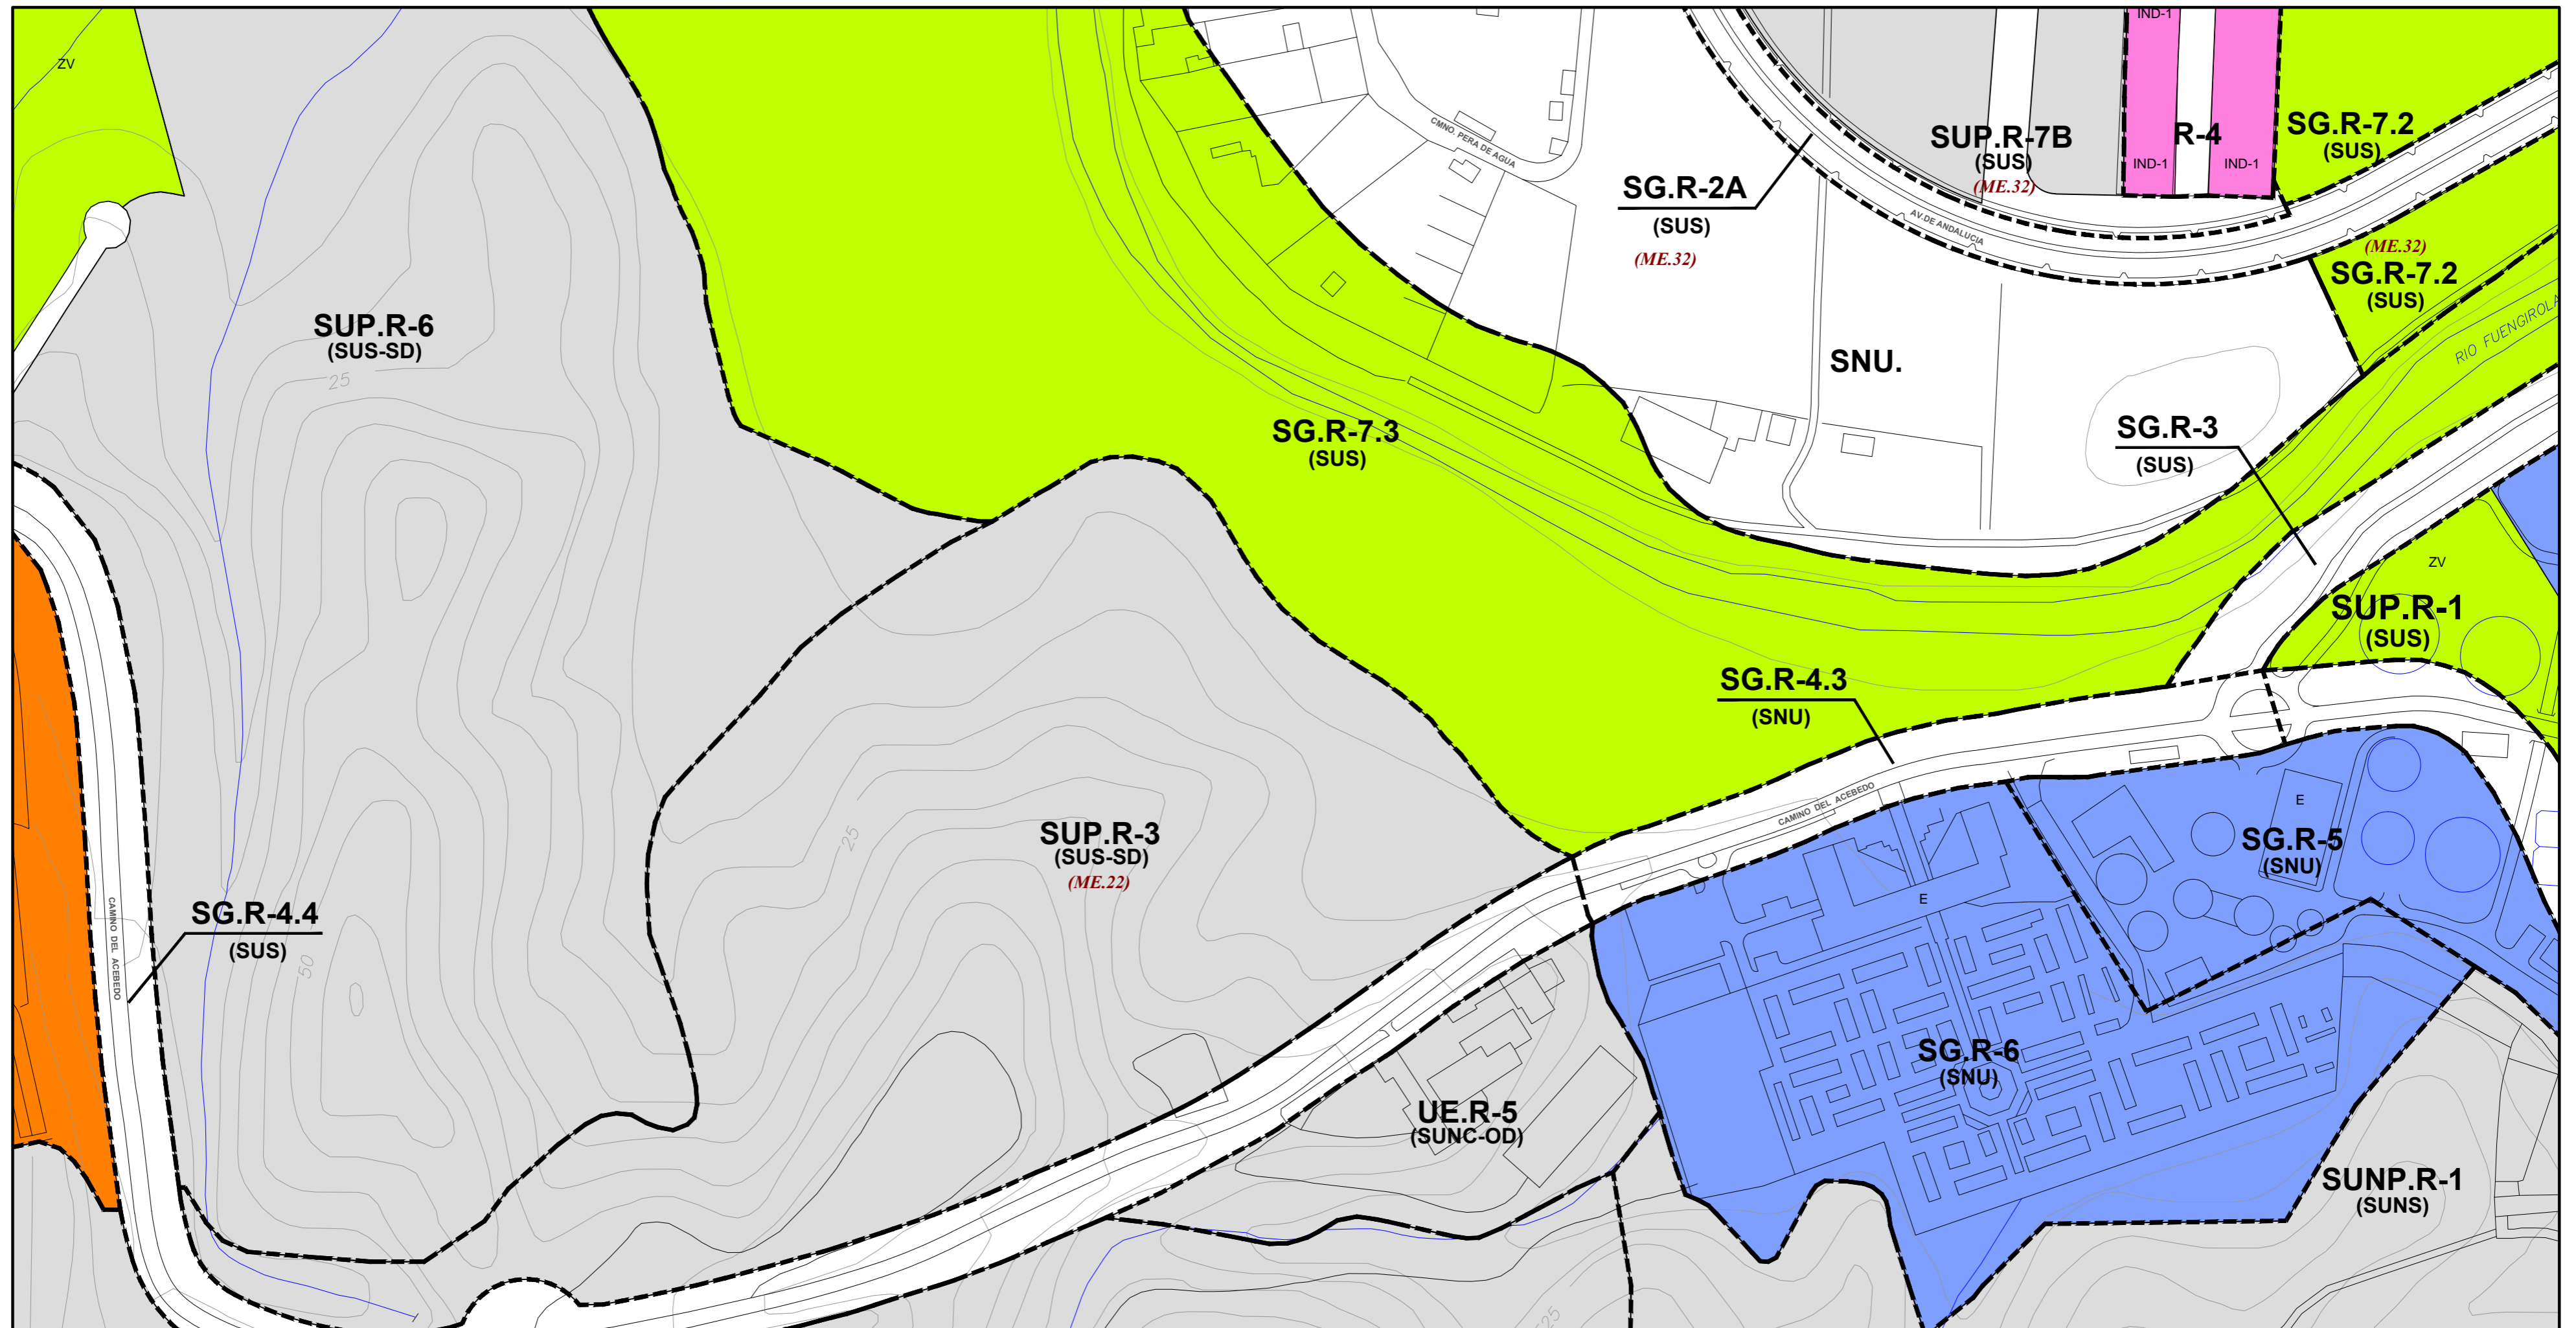 IND-1
ZV
SUP.R-7B
(SUS)
(ME.32)
R-4
IND-1
IND-1
SG.R-7.2
(SUS)
CMNO. PERA DE AGUA
SG.R-2A
(SUS)
(ME.32)
AV.DE ANDALUCIA
(ME.32)
SG.R-7.2
(SUS)
RIO FUENGIROLA
SUP.R-6
(SUS-SD)
25
SNU.
SG.R-7.3
(SUS)
SG.R-3
(SUS)
ZV
SUP.R-1
(SUS)
SG.R-4.3
(SNU)
CAMINO DEL ACEBEDO
SUP.R-3
(SUS-SD)
(ME.22)
25
E
SG.R-5
(SNU)
E
SG.R-4.4
(SUS)
CAMINO DEL ACEBEDO
50
SG.R-6
(SNU)
UE.R-5
(SUNC-OD)
SUNP.R-1
(SUNS)
25